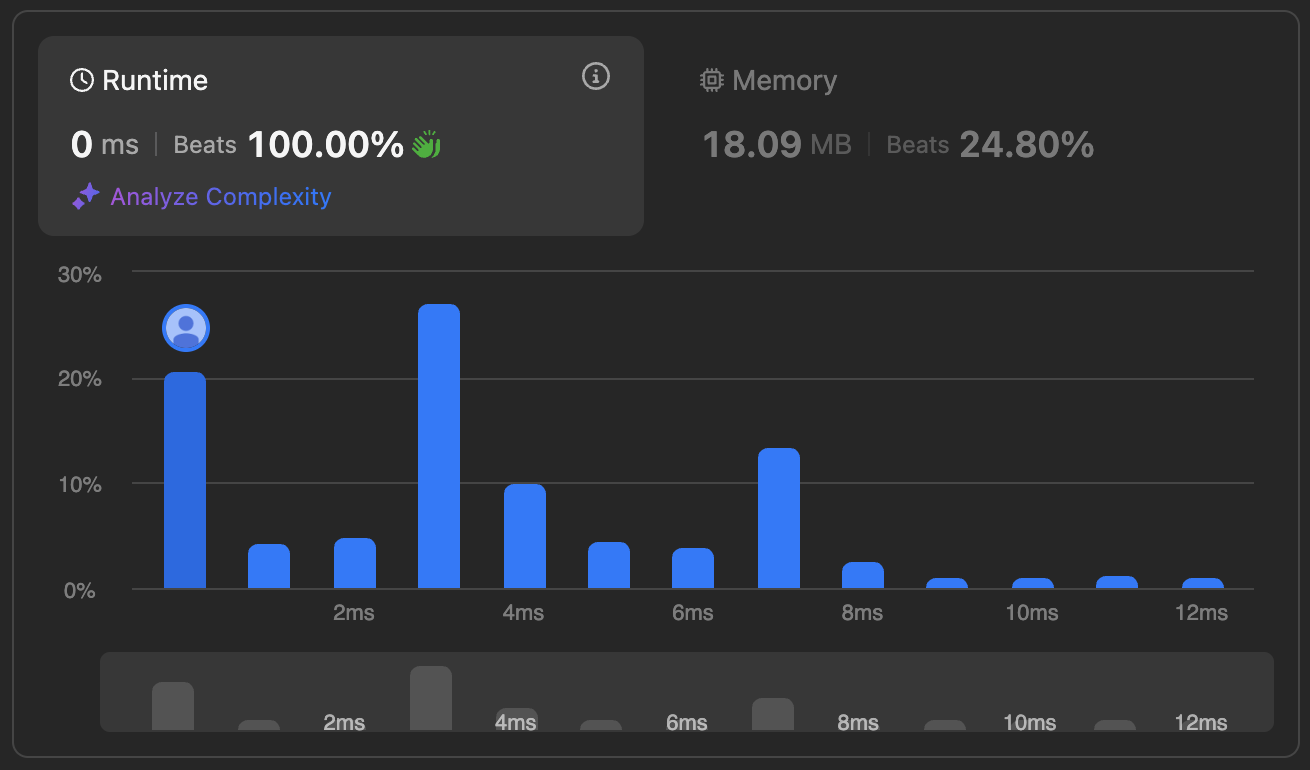 Runtime
0 ms | Beats 100.00%
Analyze Complexity
Memory
18.09 MB | Beats 24.80%
30%
20%
10%
0%
2ms 4ms 6ms 8ms 10ms 12ms
2ms 4ms 6ms 8ms 10ms 12ms